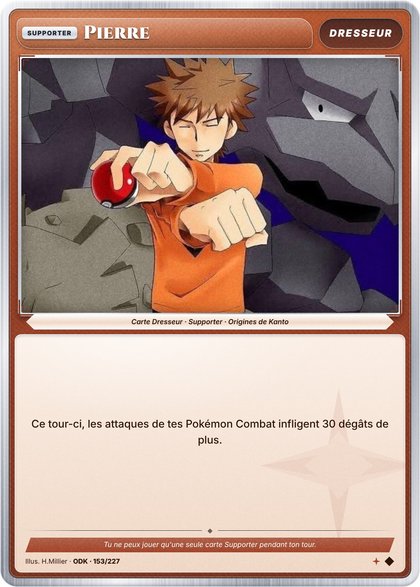 SUPPORTER PIERRE DRESSEUR
Carte Dresseur · Supporter · Origines de Kanto
Ce tour-ci, les attaques de tes Pokémon Combat infligent 30 dégâts de
plus.
Tu ne peux jouer qu'une seule carte Supporter pendant ton tour.
Illus. H.Millier · ODK · 153/227